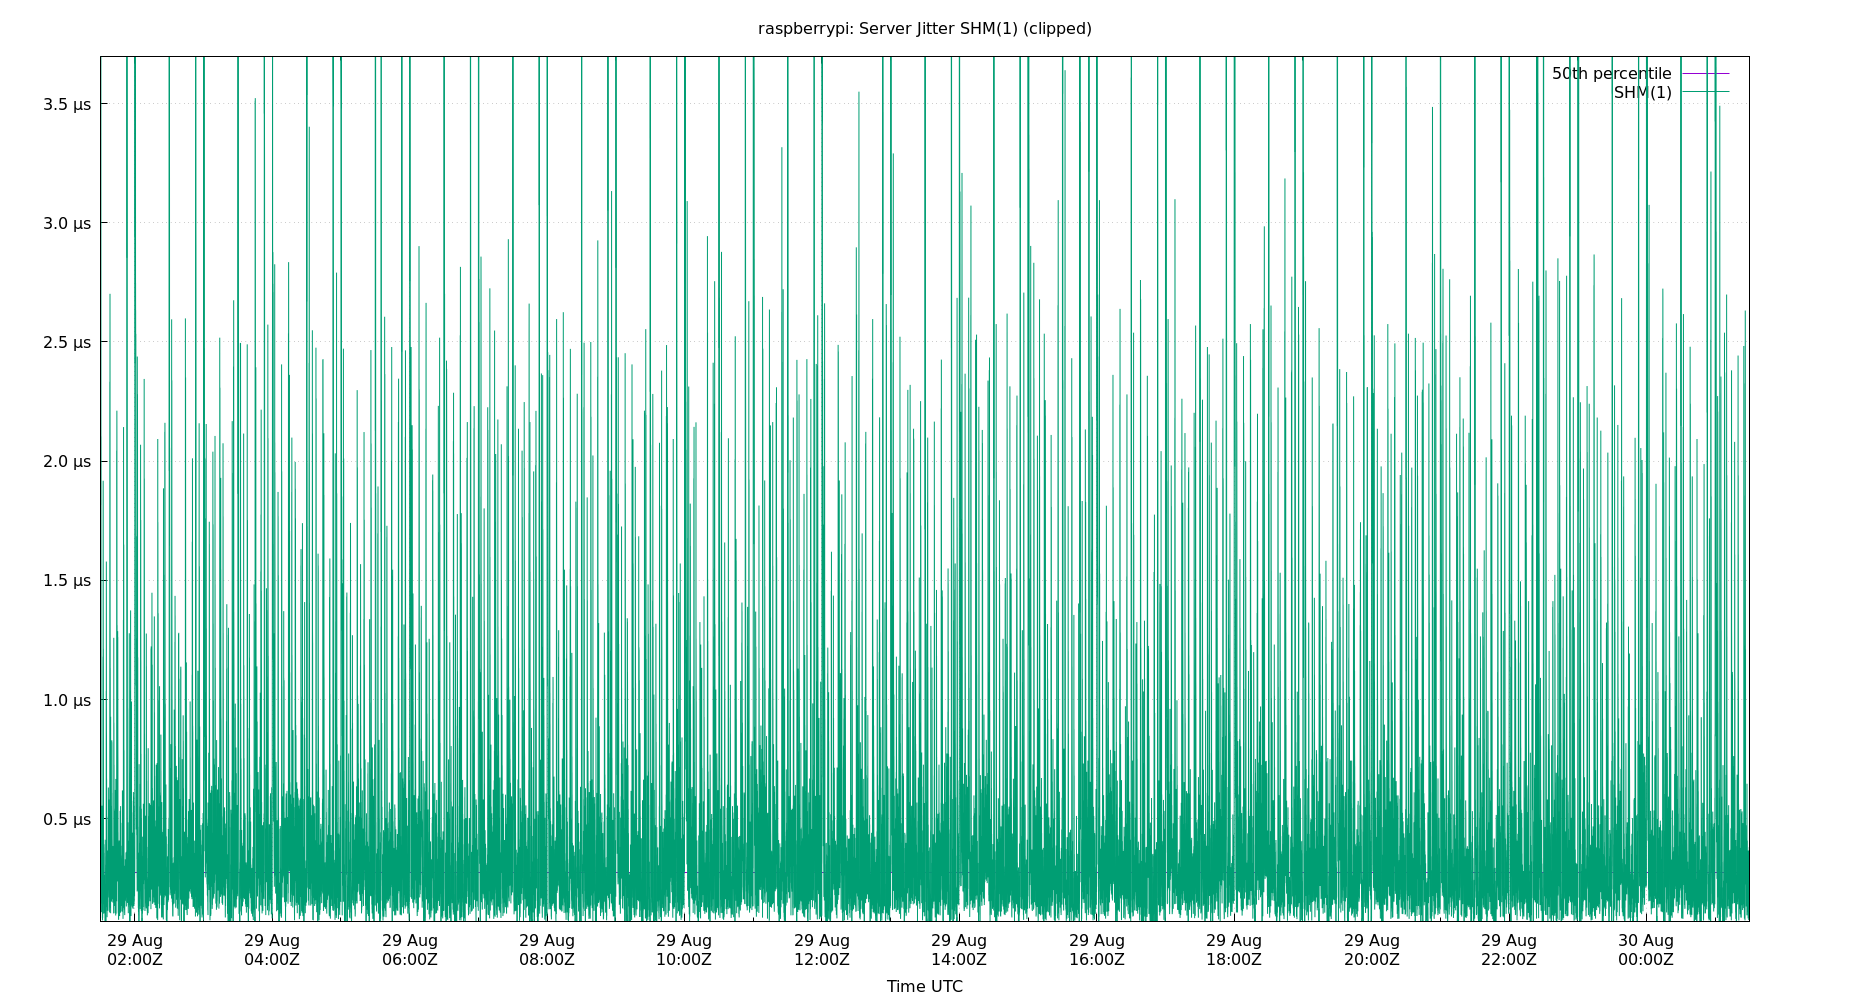 raspberrypi: Server Jitter SHM(1) (clipped)
50th percentile
SHM(1)
3.5 µs
3.0 µs
2.5 µs
2.0 µs
1.5 µs
1.0 µs
0.5 µs
29 Aug 29 Aug 29 Aug 29 Aug 29 Aug 29 Aug 29 Aug 29 Aug 29 Aug 29 Aug 29 Aug 30 Aug
02:00Z 04:00Z 06:00Z 08:00Z 10:00Z 12:00Z 14:00Z 16:00Z 18:00Z 20:00Z 22:00Z 00:00Z
Time UTC